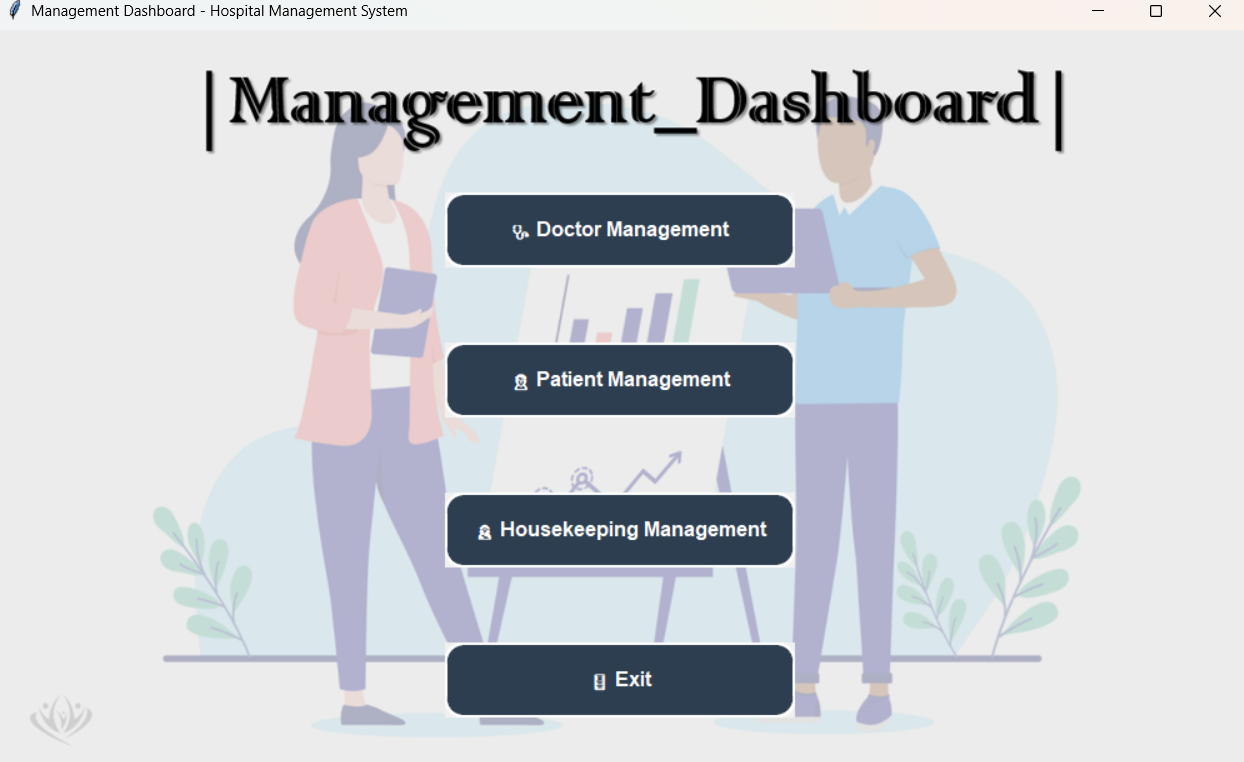 Management Dashboard - Hospital Management System
|Management_Dashboard|
Doctor Management
Patient Management
Housekeeping Management
Exit